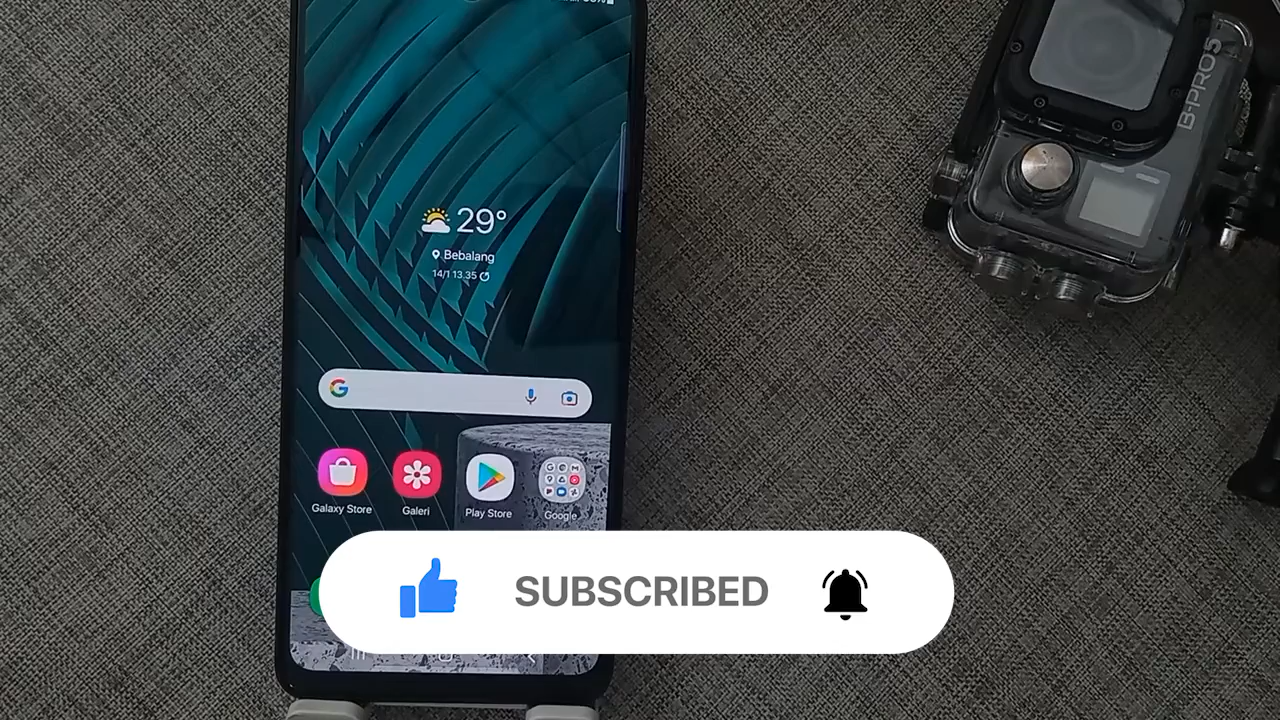 29°
Bebalang
14/1 13.35
Galaxy Store
Galeri
Play Store
Google
SUBSCRIBED
B-PRO5